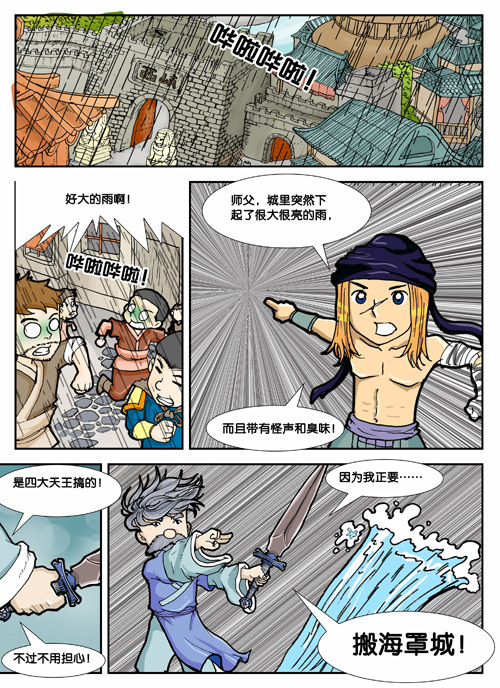 哗啦哗啦！
好大的雨啊！
哗啦哗啦！
师父，城里突然下
起了很大很亮的雨，
而且带有怪声和臭味！
是四大天王搞的！
不过不用担心！
因为我正要……
搬海罩城！